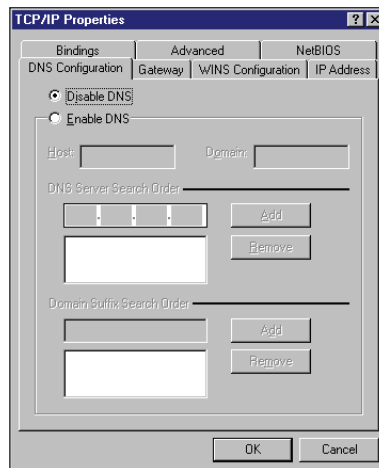 TCP/IP Properties
Bindings Advanced NetBIOS
DNS Configuration Gateway WINS Configuration IP Address
Disable DNS
Enable DNS
Host: Domain:
DNS Server Search Order
. . . Add
Remove
Domain Suffix Search Order
Add
Remove
OK Cancel